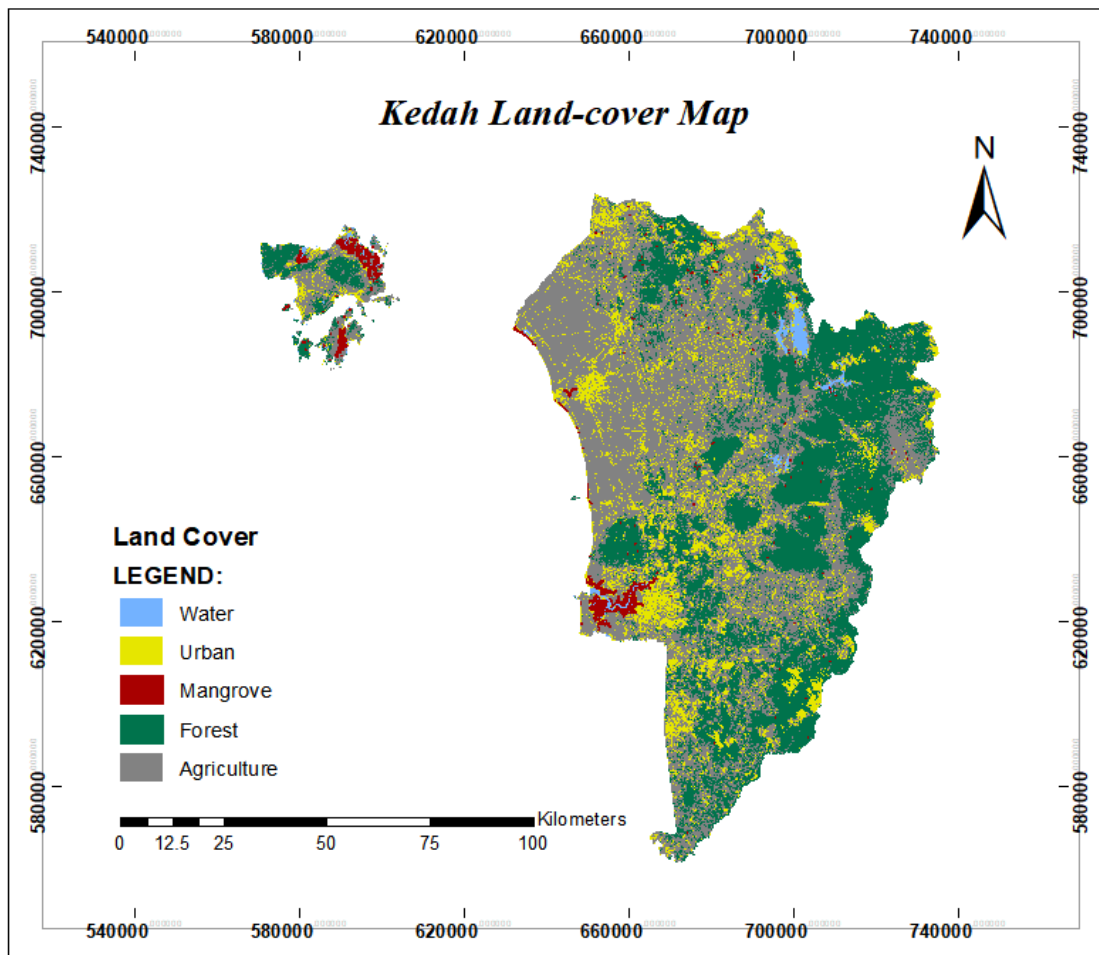 540000 580000 620000 660000 700000 740000
Kedah Land-cover Map
N
740000 740000
700000 700000
660000 660000
620000 620000
580000 580000
Land Cover
LEGEND:
Water
Urban
Mangrove
Forest
Agriculture
Kilometers
0 12.5 25 50 75 100
540000 580000 620000 660000 700000 740000